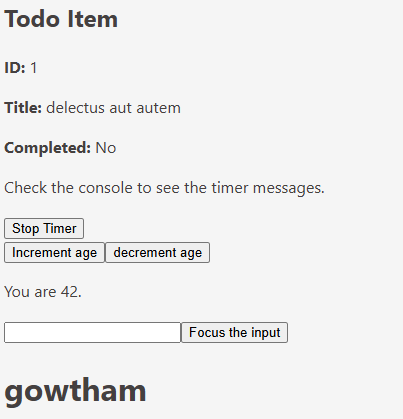 Todo Item
ID: 1
Title: delectus aut autem
Completed: No
Check the console to see the timer messages.
Stop Timer
Increment age decrement age
You are 42.
Focus the input
gowtham